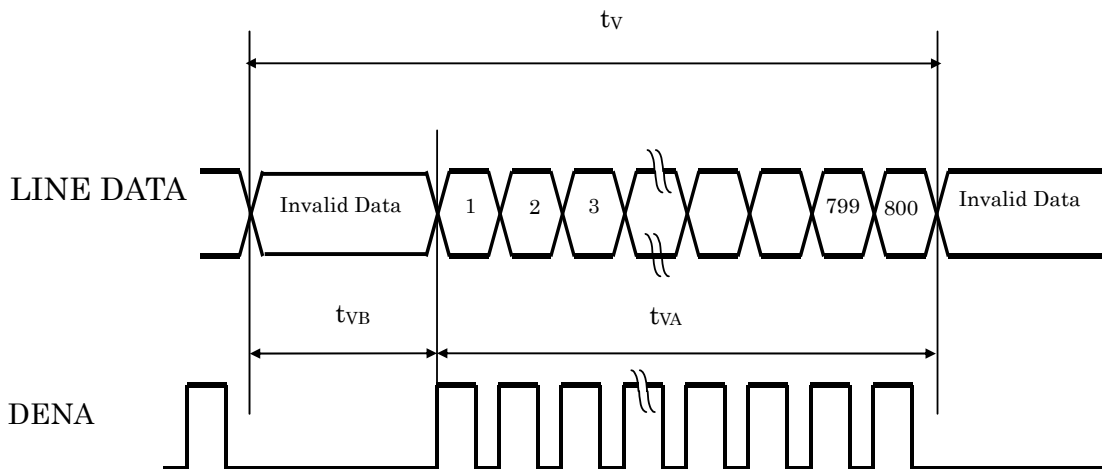 tV
LINE DATA Invalid Data 1 2 3 799 800 Invalid Data
tVB tVA
DENA